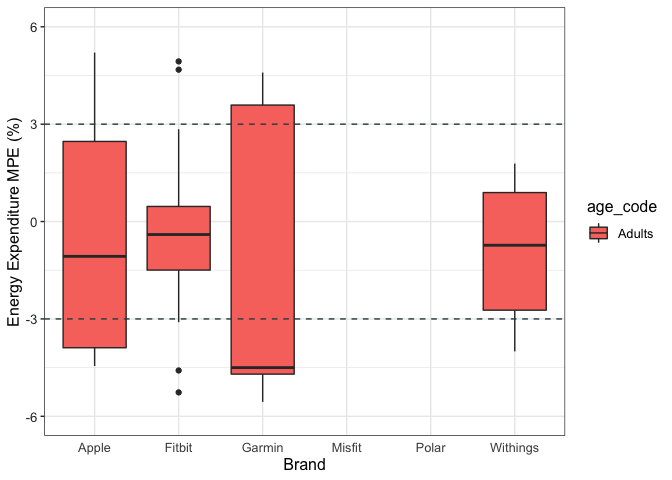 Energy Expenditure MPE (%)
6
3
0
-3
-6
Apple Fitbit Garmin Misfit Polar Withings
Brand
age_code
Adults